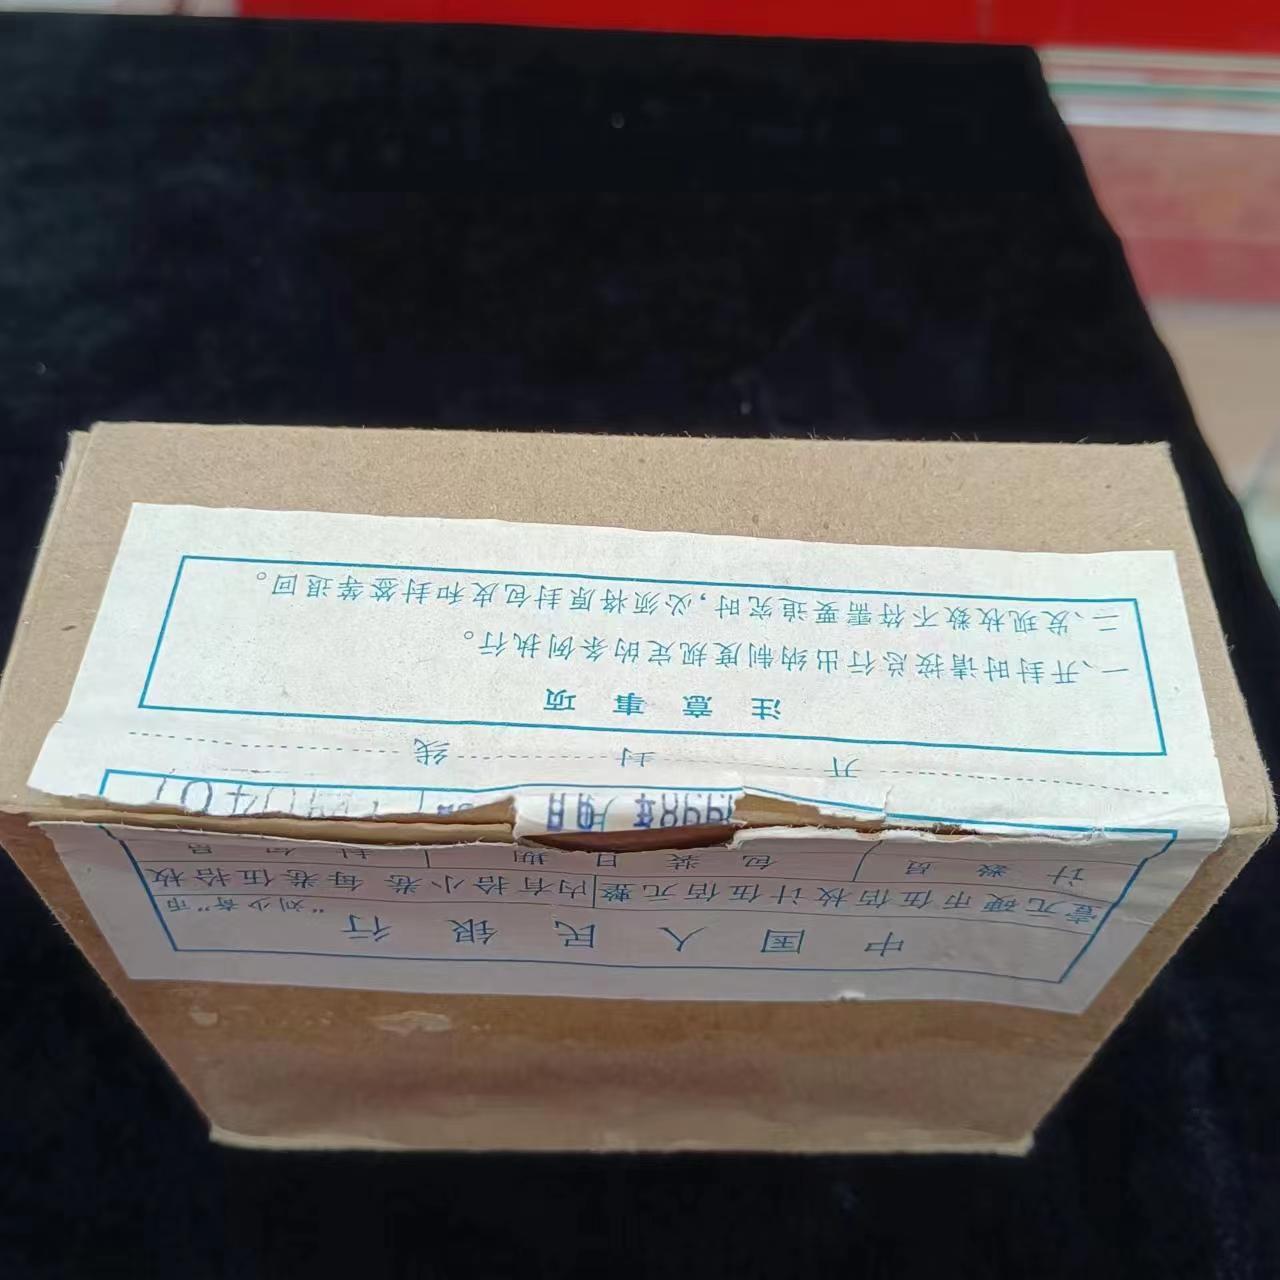 中国人民银行
“刘少奇”币
壹元硬币伍佰枚计伍佰元整 内有拾小卷 每卷伍拾枚
计数员 包装日期 封包员
开封线
注意事项
一、开封时请按总行出纳制度规定的条例执行。
二、发现枚数不符需要追究时,必须将原封包皮和封签等退回。